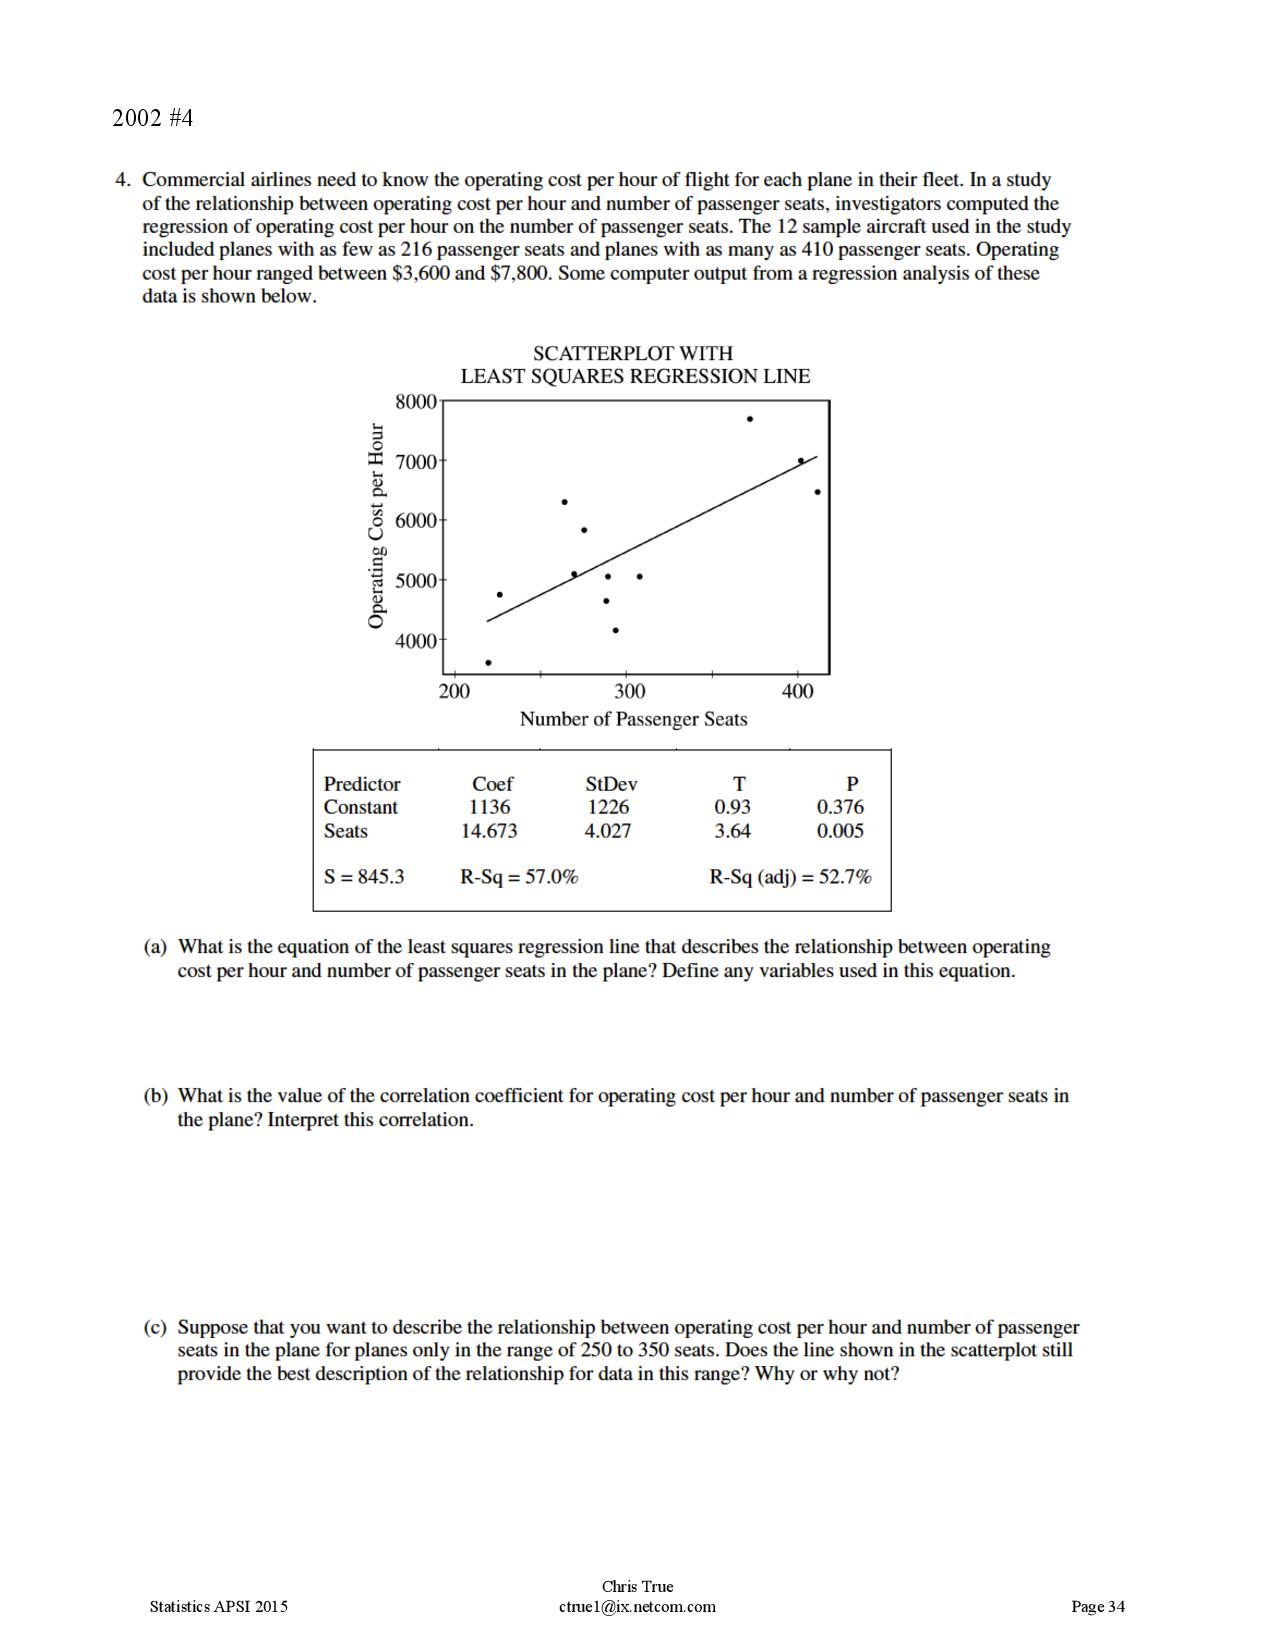 2002 #4
4. Commercial airlines need to know the operating cost per hour of flight for each plane in their fleet. In a study
of the relationship between operating cost per hour and number of passenger seats, investigators computed the
regression of operating cost per hour on the number of passenger seats. The 12 sample aircraft used in the study
included planes with as few as 216 passenger seats and planes with as many as 410 passenger seats. Operating
cost per hour ranged between $3,600 and $7,800. Some computer output from a regression analysis of these
data is shown below.
SCATTERPLOT WITH
LEAST SQUARES REGRESSION LINE
Operating Cost per Hour
8000
7000
6000
5000
4000
200 300 400
Number of Passenger Seats
Predictor Coef StDev T P
Constant 1136 1226 0.93 0.376
Seats 14.673 4.027 3.64 0.005
S = 845.3 R-Sq = 57.0% R-Sq (adj) = 52.7%
(a) What is the equation of the least squares regression line that describes the relationship between operating
cost per hour and number of passenger seats in the plane? Define any variables used in this equation.
(b) What is the value of the correlation coefficient for operating cost per hour and number of passenger seats in
the plane? Interpret this correlation.
(c) Suppose that you want to describe the relationship between operating cost per hour and number of passenger
seats in the plane for planes only in the range of 250 to 350 seats. Does the line shown in the scatterplot still
provide the best description of the relationship for data in this range? Why or why not?
Chris True
Statistics APSI 2015 ctrue1@ix.netcom.com Page 34